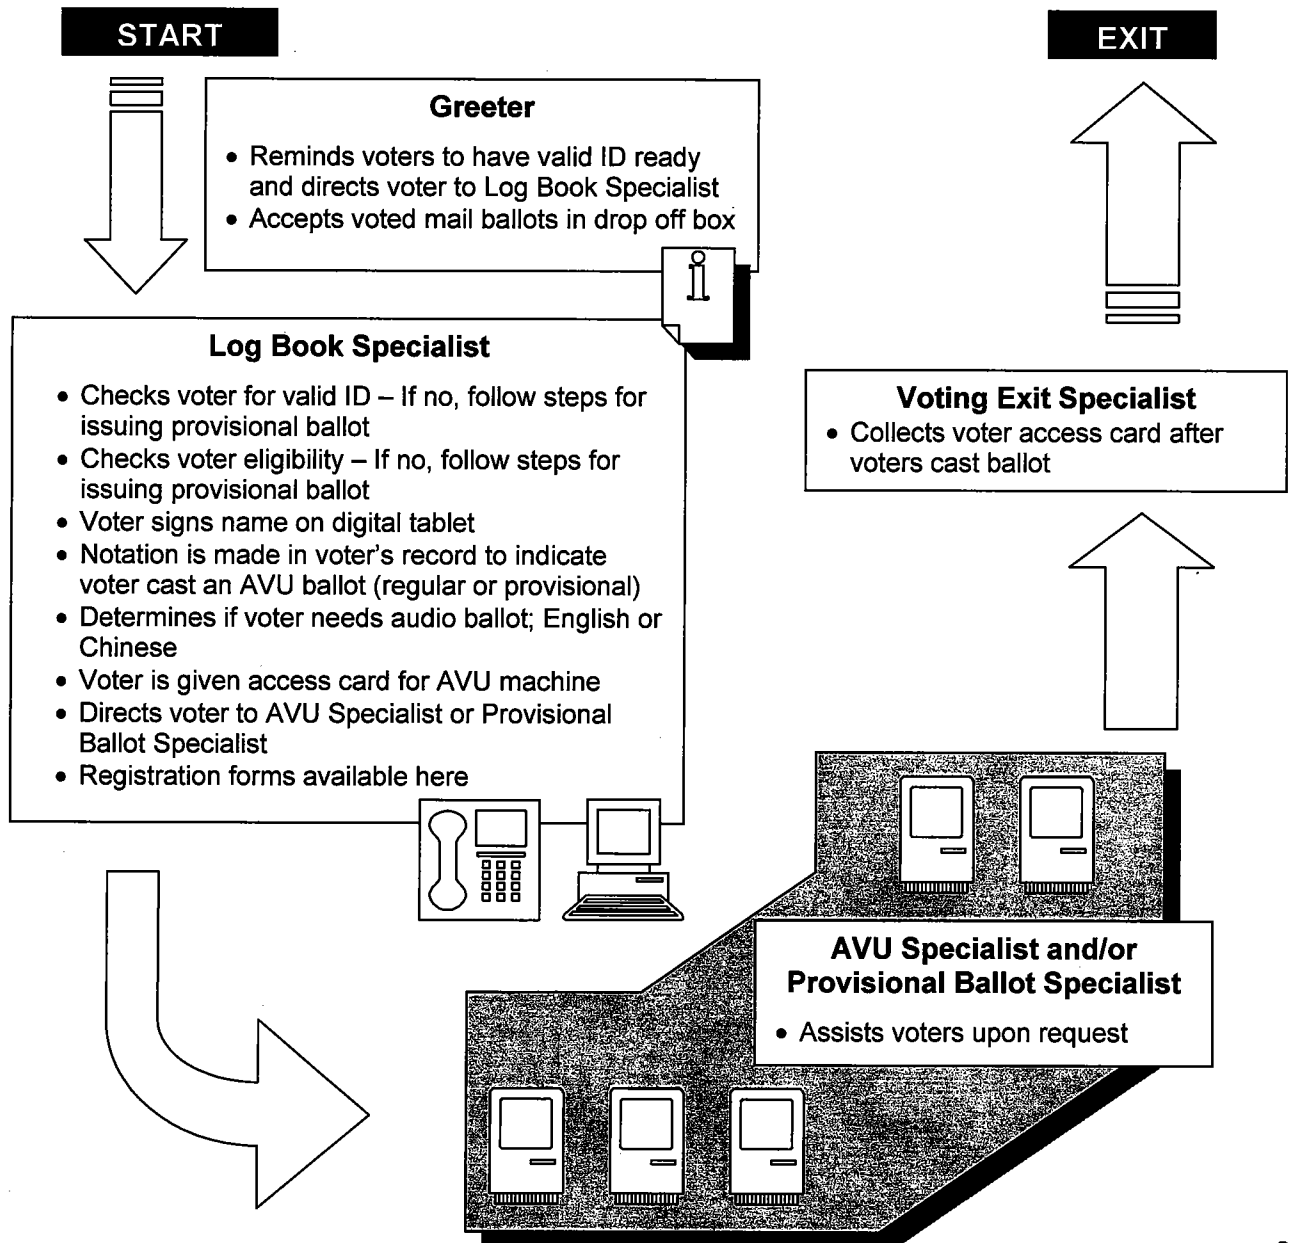 START
EXIT
Greeter
• Reminds voters to have valid ID ready
and directs voter to Log Book Specialist
• Accepts voted mail ballots in drop off box
Log Book Specialist
• Checks voter for valid ID – If no, follow steps for
issuing provisional ballot
• Checks voter eligibility – If no, follow steps for
issuing provisional ballot
• Voter signs name on digital tablet
• Notation is made in voter's record to indicate
voter cast an AVU ballot (regular or provisional)
• Determines if voter needs audio ballot; English or
Chinese
• Voter is given access card for AVU machine
• Directs voter to AVU Specialist or Provisional
Ballot Specialist
• Registration forms available here
Voting Exit Specialist
• Collects voter access card after
voters cast ballot
AVU Specialist and/or
Provisional Ballot Specialist
• Assists voters upon request